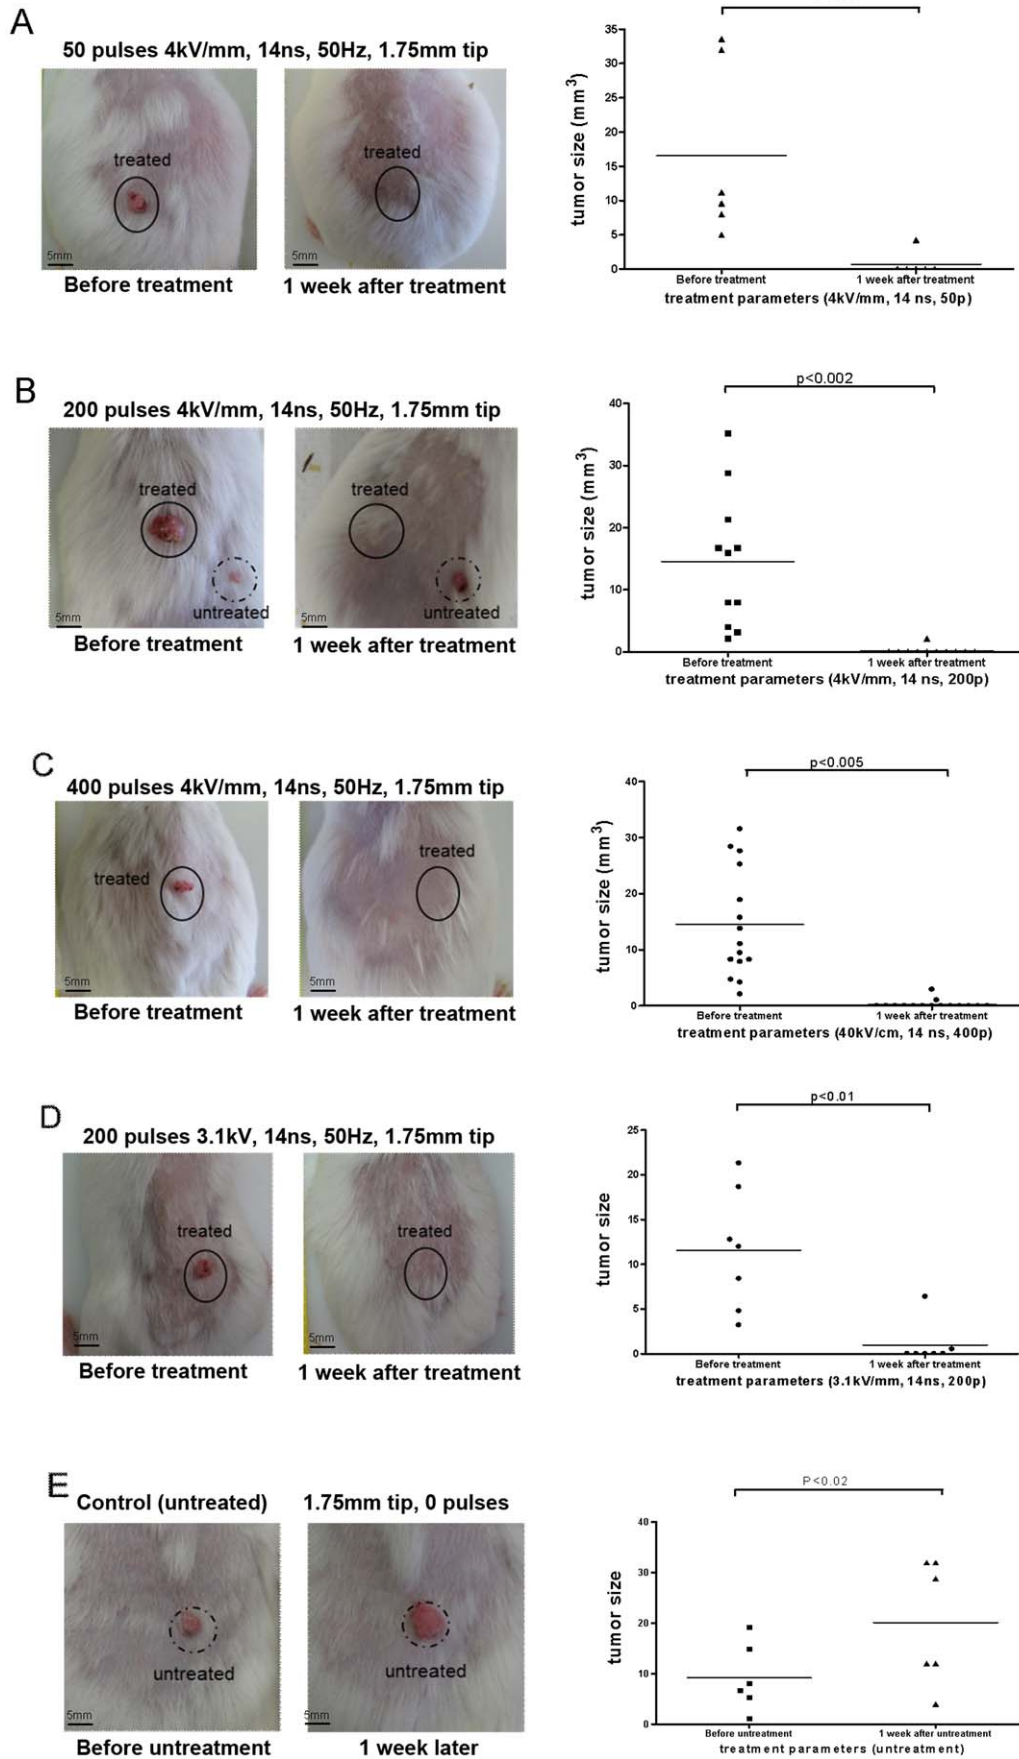 A
50 pulses 4kV/mm, 14ns, 50Hz, 1.75mm tip
treated
treated
5mm
5mm
Before treatment
1 week after treatment
35
30
25
20
15
10
5
0
tumor size (mm³)
Before treatment
1 week after treatment
treatment parameters (4kV/mm, 14 ns, 50p)
B
200 pulses 4kV/mm, 14ns, 50Hz, 1.75mm tip
treated
treated
untreated
untreated
5mm
5mm
Before treatment
1 week after treatment
p<0.002
40
30
20
10
0
tumor size (mm³)
Before treatment
1 week after treatment
treatment parameters (4kV/mm, 14 ns, 200p)
C
400 pulses 4kV/mm, 14ns, 50Hz, 1.75mm tip
treated
treated
5mm
5mm
Before treatment
1 week after treatment
p<0.005
40
30
20
10
0
tumor size (mm³)
Before treatment
1 week after treatment
treatment parameters (40kV/cm, 14 ns, 400p)
D
200 pulses 3.1kV, 14ns, 50Hz, 1.75mm tip
treated
treated
5mm
5mm
Before treatment
1 week after treatment
p<0.01
25
20
15
10
5
0
tumor size
Before treatment
1 week after treatment
treatment parameters (3.1kV/mm, 14ns, 200p)
E
Control (untreated)
1.75mm tip, 0 pulses
untreated
untreated
5mm
5mm
Before untreatment
1 week later
P<0.02
40
30
20
10
0
tumor size
Before untreatment
1 week after untreatment
treatment parameters (untreatment)